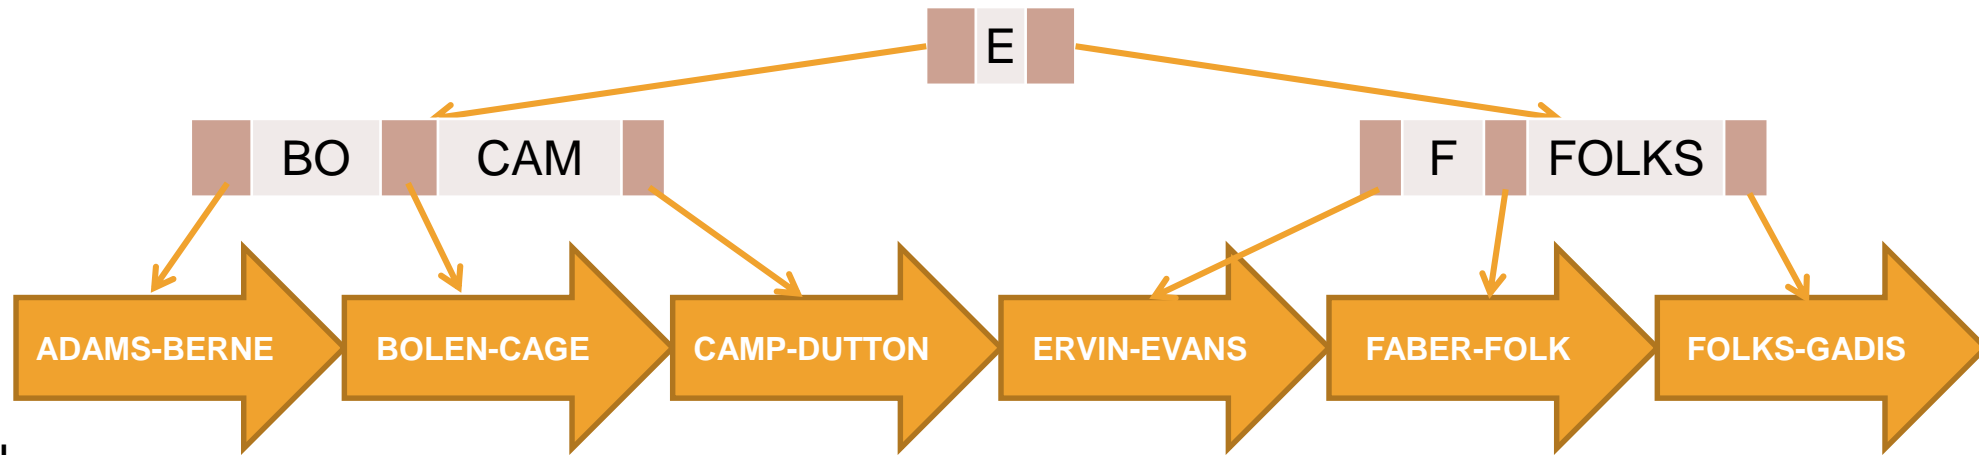 E
BO CAM F FOLKS
ADAMS-BERNE BOLEN-CAGE CAMP-DUTTON ERVIN-EVANS FABER-FOLK FOLKS-GADIS